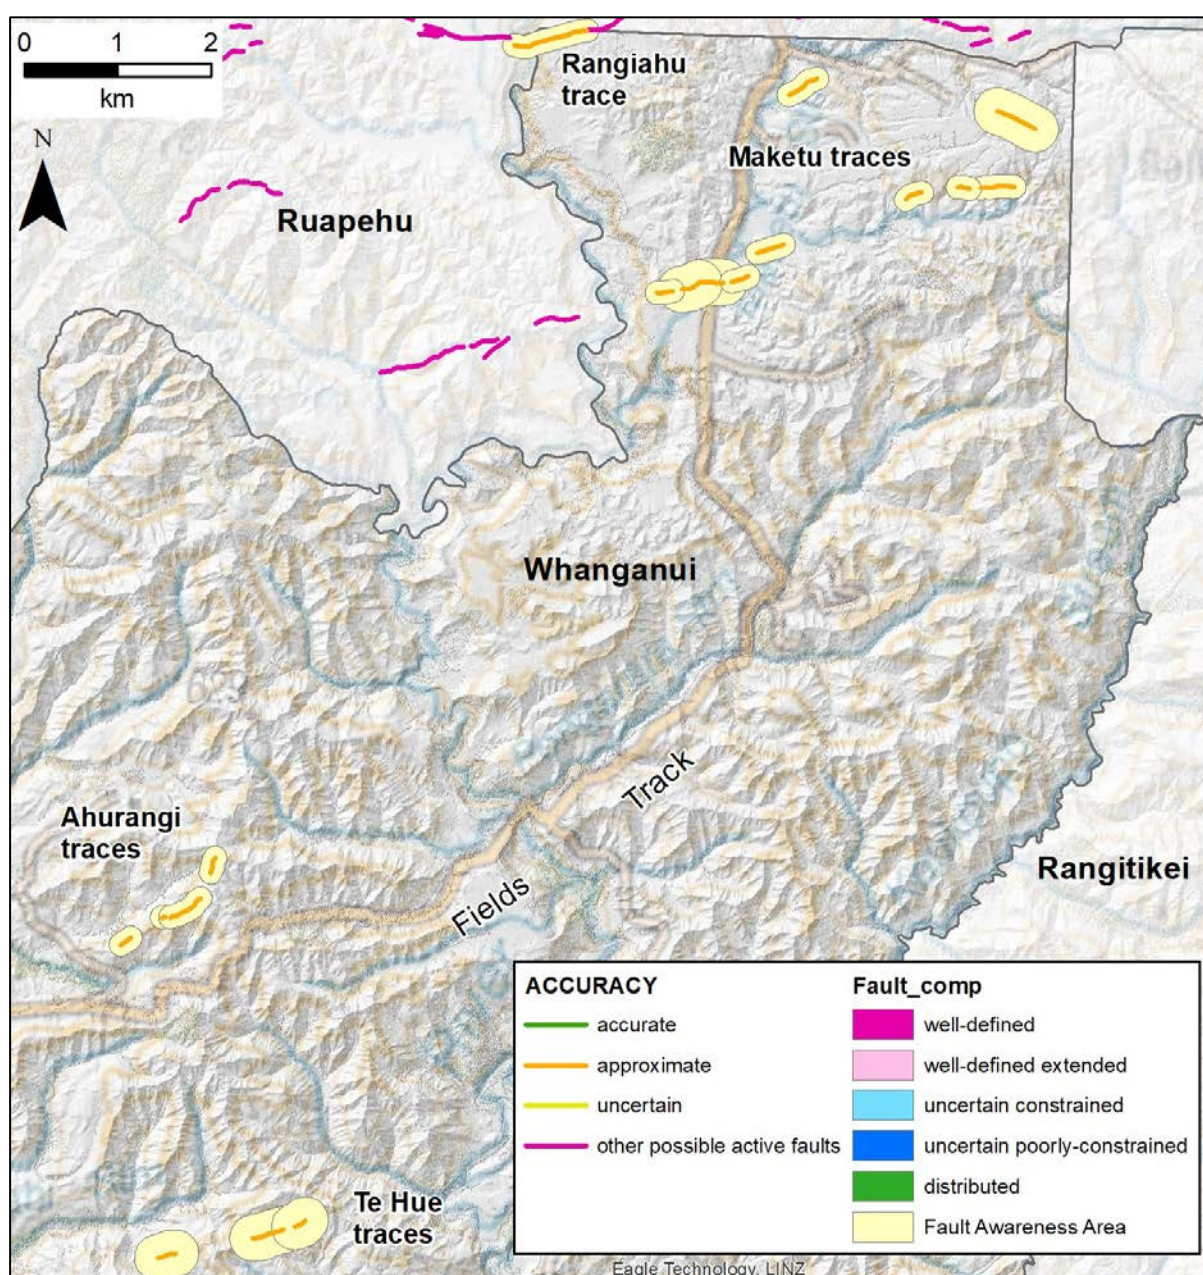 0 1 2
km
N
Rangiahu
trace
Maketu traces
Ruapehu
Whanganui
Track
Fields
Ahurangi
traces
Rangitikei
Te Hue
traces
ACCURACY
accurate
approximate
uncertain
other possible active faults
Fault_comp
well-defined
well-defined extended
uncertain constrained
uncertain poorly-constrained
distributed
Fault Awareness Area
Eagle Technology, LINZ